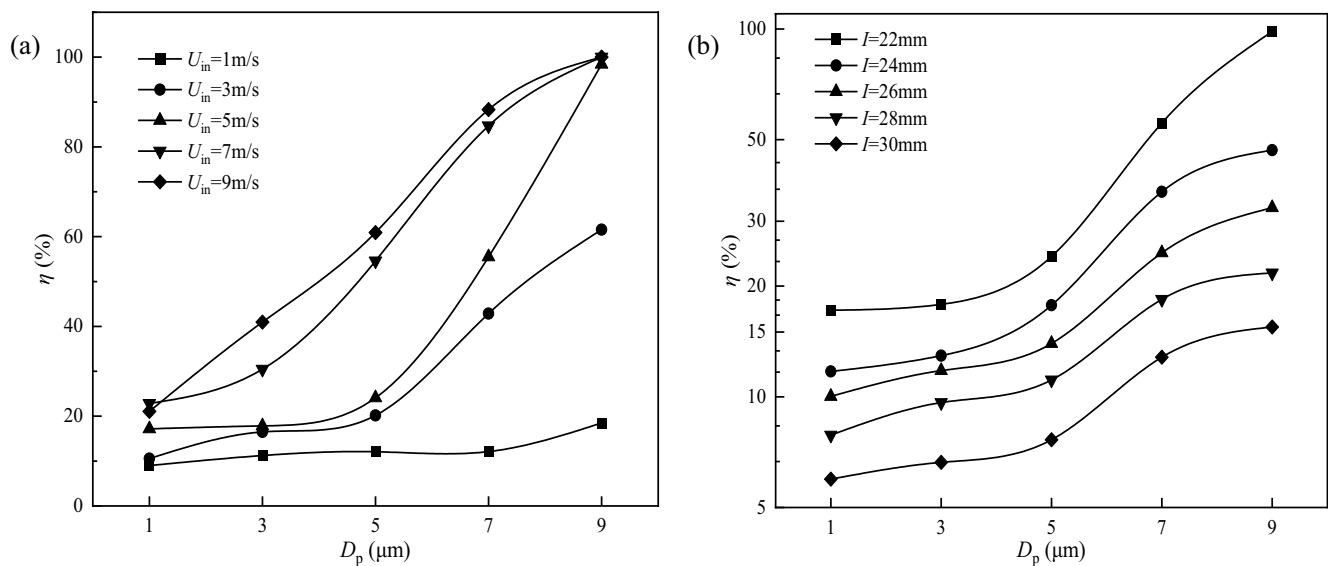 (a)
U_in=1m/s
U_in=3m/s
U_in=5m/s
U_in=7m/s
U_in=9m/s
η (%)
100
80
60
40
20
0
1 3 5 7 9
D_p (μm)
(b)
I=22mm
I=24mm
I=26mm
I=28mm
I=30mm
η (%)
100
50
30
20
15
10
5
1 3 5 7 9
D_p (μm)